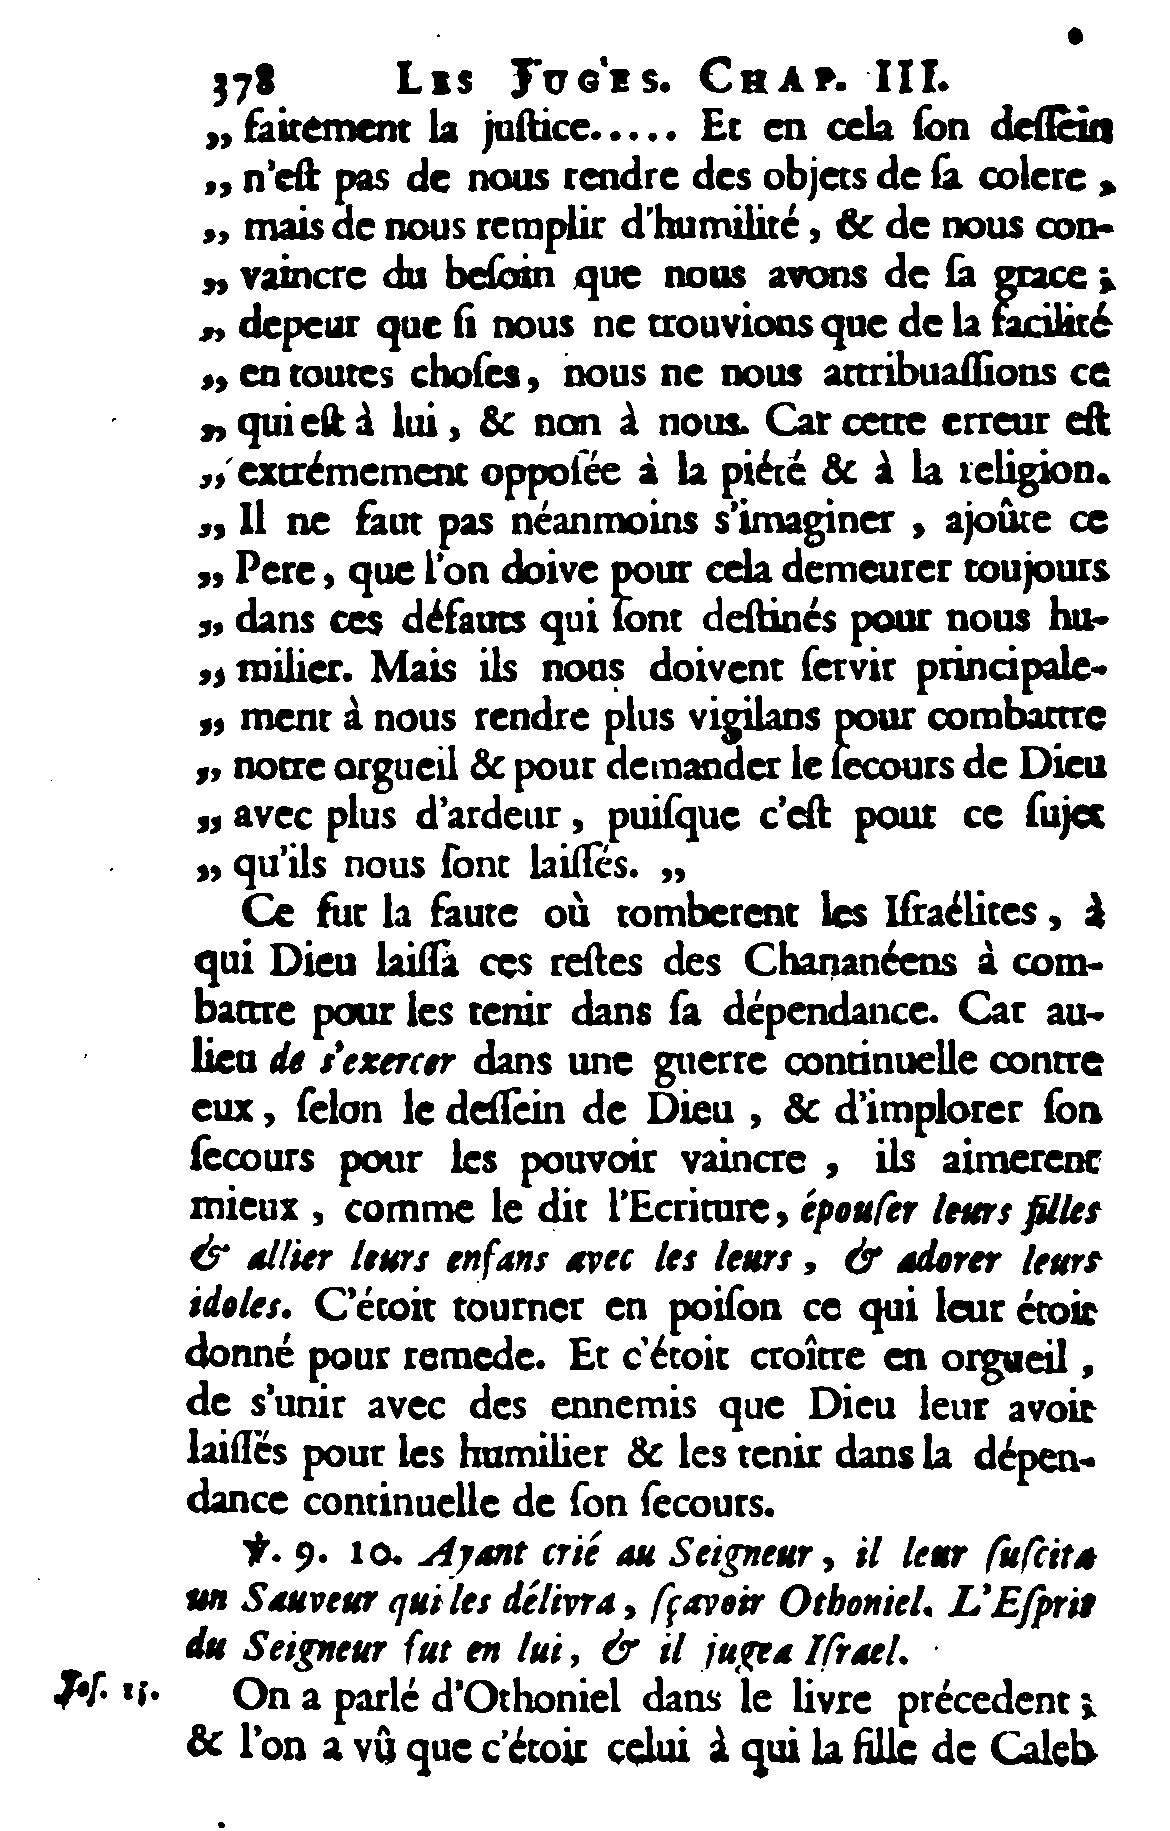 378 LES JUGES. CHAP. III.
„ faitement la juſtice..... Et en cela ſon deſſein
„ n'eſt pas de nous rendre des objets de ſa colere,
„ mais de nous remplir d'humilité, & de nous con-
„ vaincre du beſoin que nous avons de ſa grace;
„ depeur que ſi nous ne trouvions que de la facilité
„ en toutes choſes, nous ne nous attribuaſſions ce
„ qui eſt à lui, & non à nous. Car cette erreur eſt
„ extrémement oppoſée à la piété & à la religion.
„ Il ne faut pas néanmoins s'imaginer, ajoûte ce
„ Pere, que l'on doive pour cela demeurer toujours
„ dans ces défauts qui ſont deſtinés pour nous hu-
„ milier. Mais ils nous doivent ſervir principale-
„ ment à nous rendre plus vigilans pour combattre
„ notre orgueil & pour demander le ſecours de Dieu
„ avec plus d'ardeur, puiſque c'eſt pour ce ſujet
„ qu'ils nous ſont laiſſés. „
Ce fut la faute où tomberent les Iſraélites, à
qui Dieu laiſſa ces reſtes des Chananéens à com-
battre pour les tenir dans ſa dépendance. Car au-
lieu de s'exercer dans une guerre continuelle contre
eux, ſelon le deſſein de Dieu, & d'implorer ſon
ſecours pour les pouvoir vaincre, ils aimerent
mieux, comme le dit l'Ecriture, épouſer leurs filles
& allier leurs enfans avec les leurs, & adorer leurs
idoles. C'étoit tourner en poiſon ce qui leur étoit
donné pour remede. Et c'étoit croître en orgueil,
de s'unir avec des ennemis que Dieu leur avoit
laiſſés pour les humilier & les tenir dans la dépen-
dance continuelle de ſon ſecours.
℣. 9. 10. Ayant crié au Seigneur, il leur ſuſcita
un Sauveur qui les délivra, ſçavoir Othoniel. L'Eſprit
du Seigneur fut en lui, & il jugea Iſrael.
Joſ. 15. On a parlé d'Othoniel dans le livre précedent;
& l'on a vû que c'étoit celui à qui la fille de Caleb